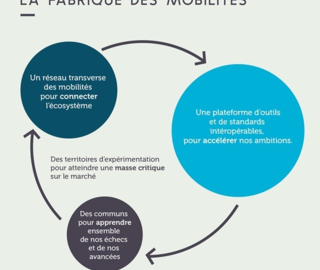 LA FABRIQUE DES MOBILITÉS
Un réseau transverse
des mobilités
pour connecter
l'écosystème
Une plateforme d'outils
et de standards
intéropérables,
pour accélérer nos ambitions.
Des territoires d'expérimentation
pour atteindre une masse critique
sur le marché
Des communs
pour apprendre
ensemble
de nos échecs
et de nos
avancées